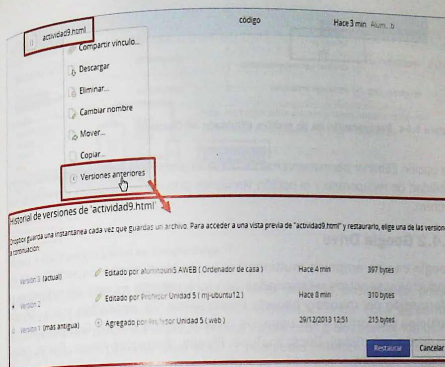 actividad9.html código Hace 3 min Alum...b
Compartir vínculo...
Descargar
Eliminar...
Cambiar nombre
Mover...
Copiar...
Versiones anteriores
Historial de versiones de 'actividad9.html'
Dropbox guarda una instantánea cada vez que guardas un archivo. Para acceder a una vista previa de "actividad9.html" y restaurarlo, elige una de las versiones
a continuación:
Versión 3 (actual) Editado por alumnouni5 AWEB ( Ordenador de casa ) Hace 4 min 397 bytes
Versión 2 Editado por Profesor Unidad 5 ( mj-ubuntu12 ) Hace 8 min 310 bytes
Versión 1 (más antigua) Agregado por Profesor Unidad 5 ( web ) 29/12/2013 12:51 215 bytes
Restaurar Cancelar